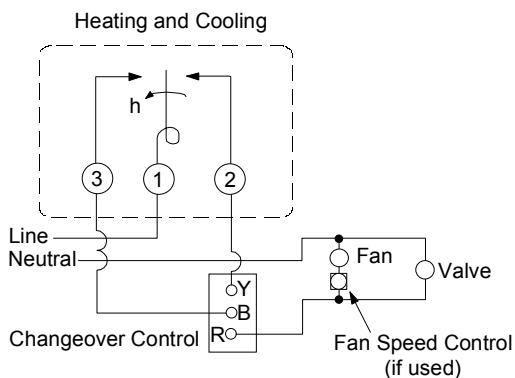 Heating and Cooling
h
3
1
2
Line
Neutral
Fan
Valve
Y
B
R
Changeover Control
Fan Speed Control
(if used)